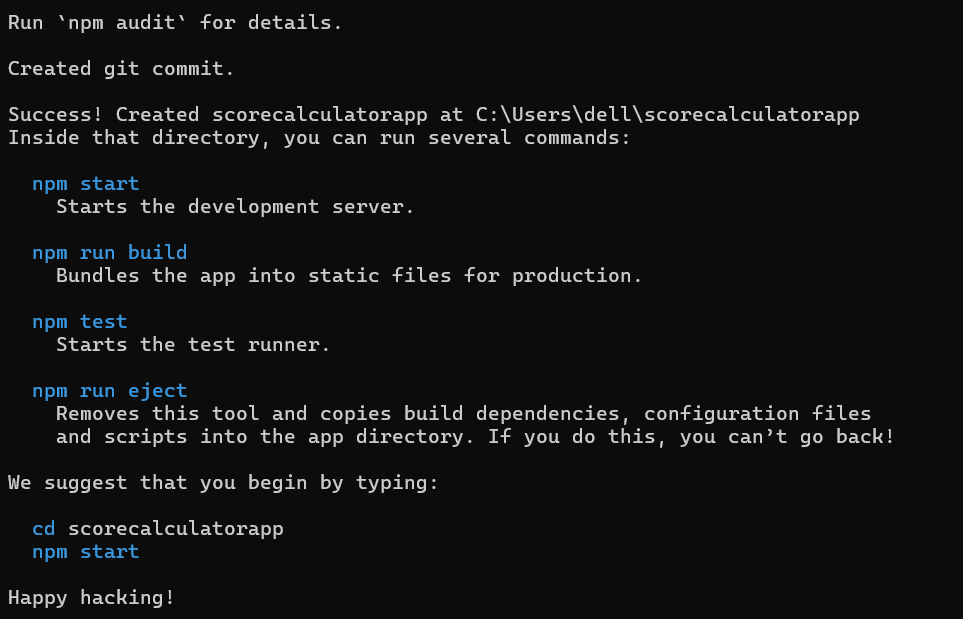 Run `npm audit` for details.
Created git commit.
Success! Created scorecalculatorapp at C:\Users\dell\scorecalculatorapp
Inside that directory, you can run several commands:
npm start
Starts the development server.
npm run build
Bundles the app into static files for production.
npm test
Starts the test runner.
npm run eject
Removes this tool and copies build dependencies, configuration files
and scripts into the app directory. If you do this, you can’t go back!
We suggest that you begin by typing:
cd scorecalculatorapp
npm start
Happy hacking!